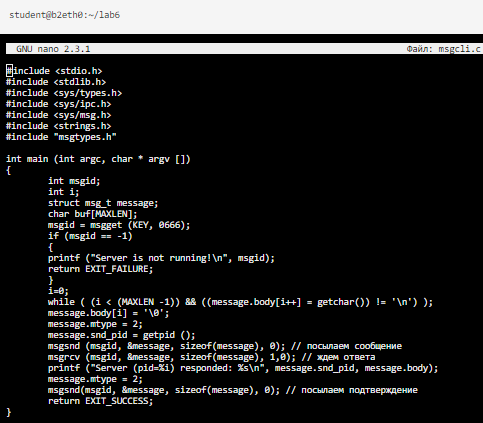 student@b2eth0:~/lab6
GNU nano 2.3.1 Файл: msgcli.c
#include <stdio.h>
#include <stdlib.h>
#include <sys/types.h>
#include <sys/ipc.h>
#include <sys/msg.h>
#include <strings.h>
#include "msgtypes.h"
int main (int argc, char * argv [])
{
int msgid;
int i;
struct msg_t message;
char buf[MAXLEN];
msgid = msgget (KEY, 0666);
if (msgid == -1)
{
printf ("Server is not running!\n", msgid);
return EXIT_FAILURE;
}
i=0;
while ( (i < (MAXLEN -1)) && ((message.body[i++] = getchar()) != '\n') );
message.body[i] = '\0';
message.mtype = 2;
message.snd_pid = getpid ();
msgsnd (msgid, &message, sizeof(message), 0); // посылаем сообщение
msgrcv (msgid, &message, sizeof(message), 1,0); // ждем ответа
printf ("Server (pid=%i) responded: %s\n", message.snd_pid, message.body);
message.mtype = 2;
msgsnd(msgid, &message, sizeof(message), 0); // посылаем подтверждение
return EXIT_SUCCESS;
}